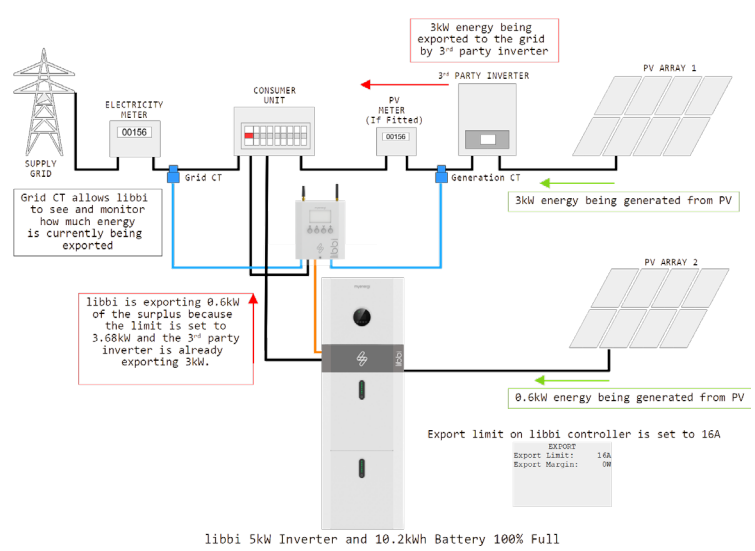 3kW energy being
exported to the grid
by 3rd party inverter
3rd PARTY INVERTER
PV ARRAY 1
CONSUMER
UNIT
ELECTRICITY
METER
PV
METER
(If Fitted)
00156
00156
SUPPLY
GRID
Grid CT
Generation CT
Grid CT allows libbi
to see and monitor
how much energy
is currently being
exported
3kW energy being generated from PV
libbi
PV ARRAY 2
libbi is exporting 0.6kW
of the surplus because
the limit is set to
3.68kW and the 3rd party
inverter is already
exporting 3kW.
libbi
0.6kW energy being generated from PV
Export limit on libbi controller is set to 16A
EXPORT
Export Limit: 16A
Export Margin: 0W
libbi 5kW Inverter and 10.2kWh Battery 100% Full